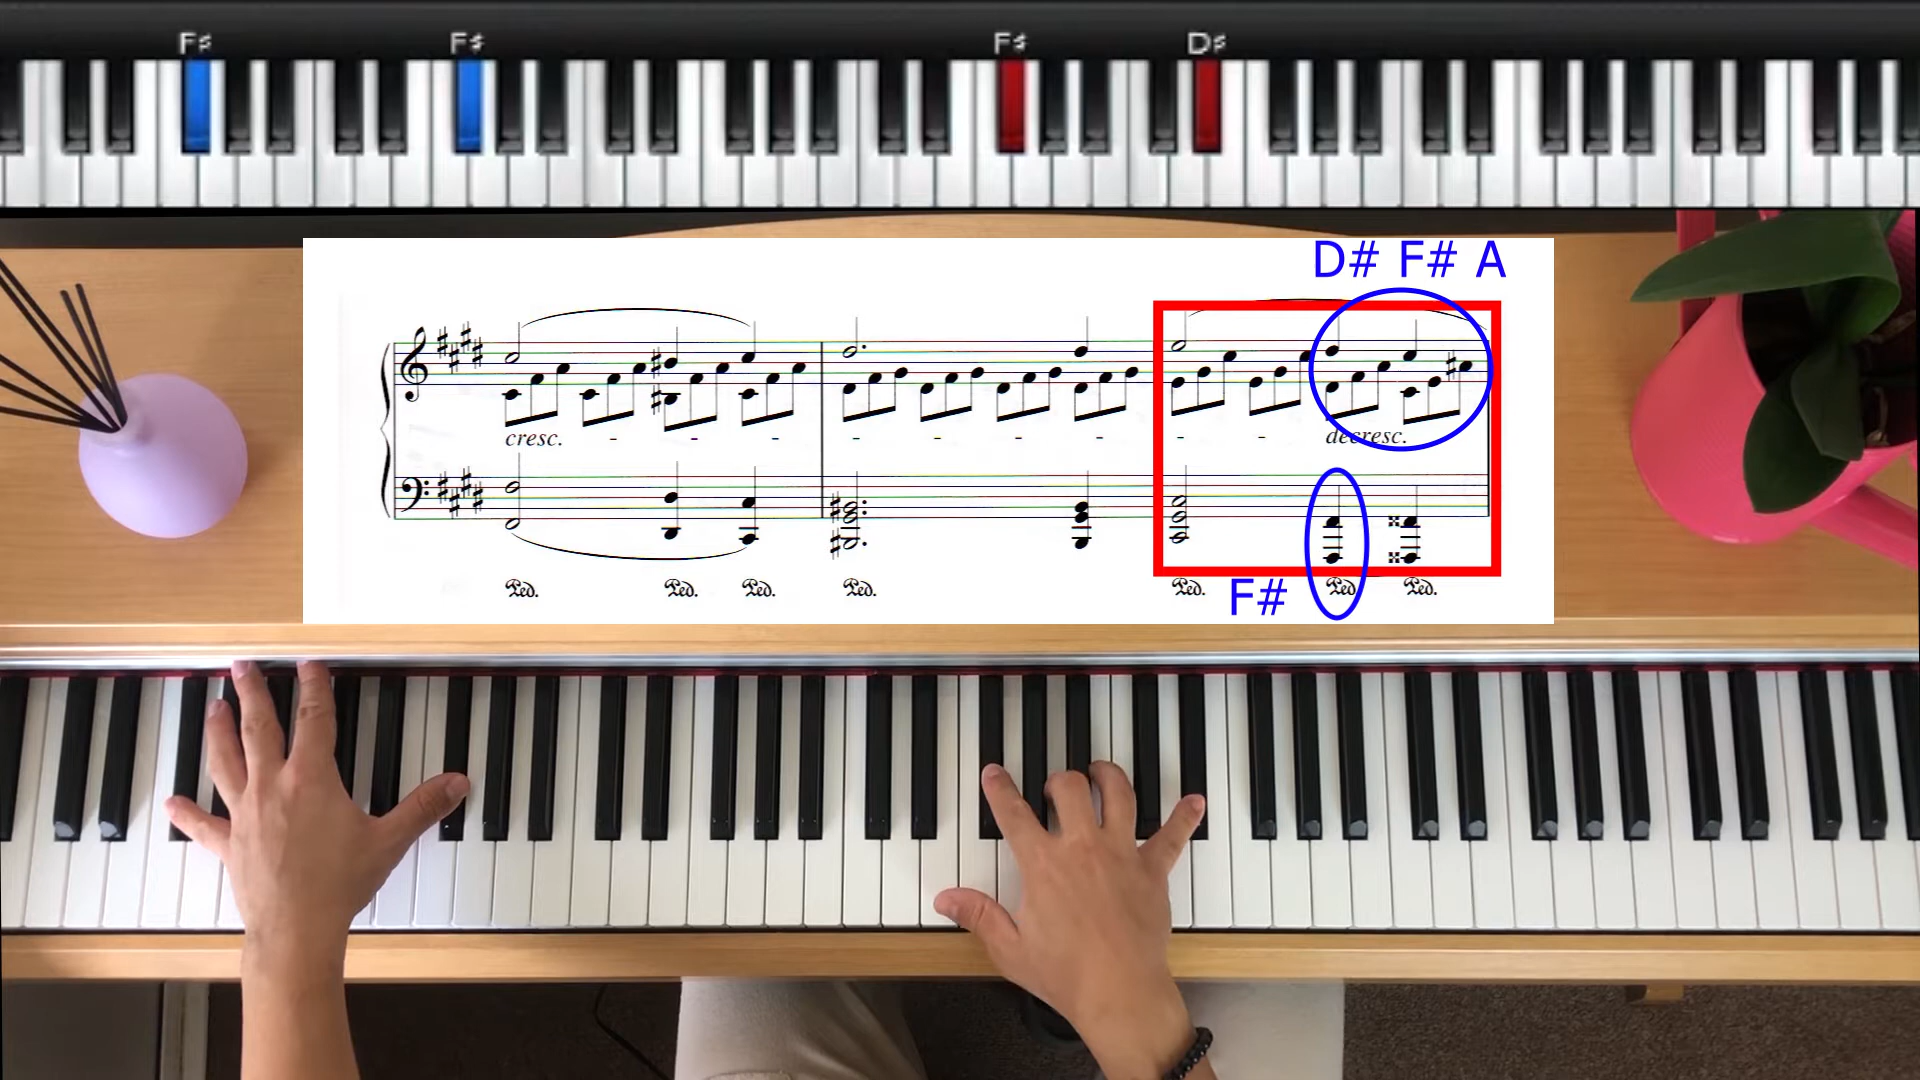 F♯ F♯ F♯ D♯
D# F# A
cresc. - - - - - - - - - decresc.
Ped. Ped. Ped. Ped. Ped. Ped. Ped.
F#